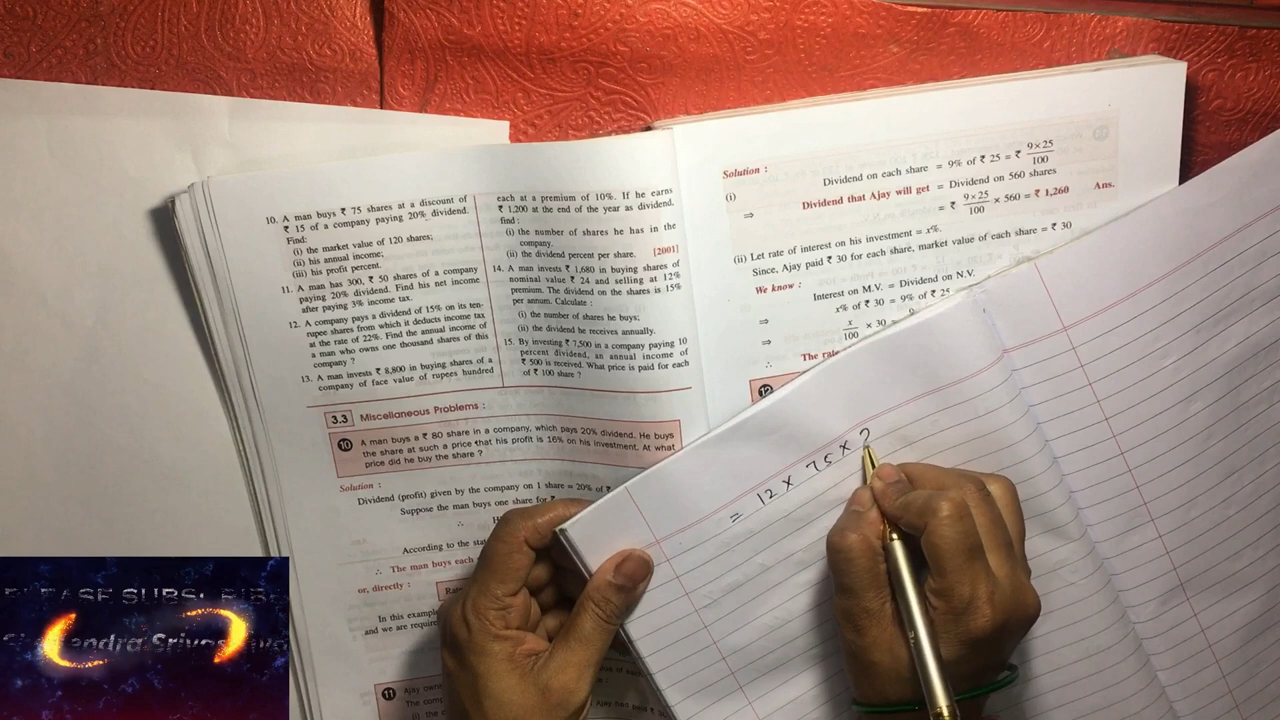 10. A man buys ₹ 75 shares at a discount of
₹ 15 of a company paying 20% dividend.
Find:
(i) the market value of 120 shares;
(ii) his annual income;
(iii) his profit percent.
11. A man has 300, ₹ 50 shares of a company
paying 20% dividend. Find his net income
after paying 3% income tax.
12. A company pays a dividend of 15% on its ten-
rupee shares from which it deducts income tax
at the rate of 22%. Find the annual income of
a man who owns one thousand shares of this
company ?
13. A man invests ₹ 8,800 in buying shares of a
company of face value of rupees hundred
each at a premium of 10%. If he earns
₹ 1,200 at the end of the year as dividend,
find :
(i) the number of shares he has in the
company.
(ii) the dividend percent per share. [2001]
14. A man invests ₹ 1,680 in buying shares of
nominal value ₹ 24 and selling at 12%
premium. The dividend on the shares is 15%
per annum. Calculate :
(i) the number of shares he buys;
(ii) the dividend he receives annually.
15. By investing ₹ 7,500 in a company paying 10
percent dividend, an annual income of
₹ 500 is received. What price is paid for each
of ₹ 100 share ?
3.3 Miscellaneous Problems :
10 A man buys a ₹ 80 share in a company, which pays 20% dividend. He buys
the share at such a price that his profit is 16% on his investment. At what
price did he buy the share ?
Solution :
Dividend (profit) given by the company on 1 share = 20% of ₹
Suppose the man buys one share for ₹
∴
According to the
∴ The man buys each
or, directly :
In this example
and we are
11 Ajay
The
(i) the
Solution :
(i) Dividend on each share = 9% of ₹ 25 = ₹ 9×25/100
⇒ Dividend that Ajay will get = Dividend on 560 shares
= ₹ 9×25/100 × 560 = ₹ 1,260 Ans.
(ii) Let rate of interest on his investment = x%.
Since, Ajay paid ₹ 30 for each share, market value of each share = ₹ 30
We know : Interest on M.V. = Dividend on N.V.
⇒ x% of ₹ 30 = 9% of ₹ 25
⇒ x/100 × 30 =
∴ The
12
= 12 × 75 ×